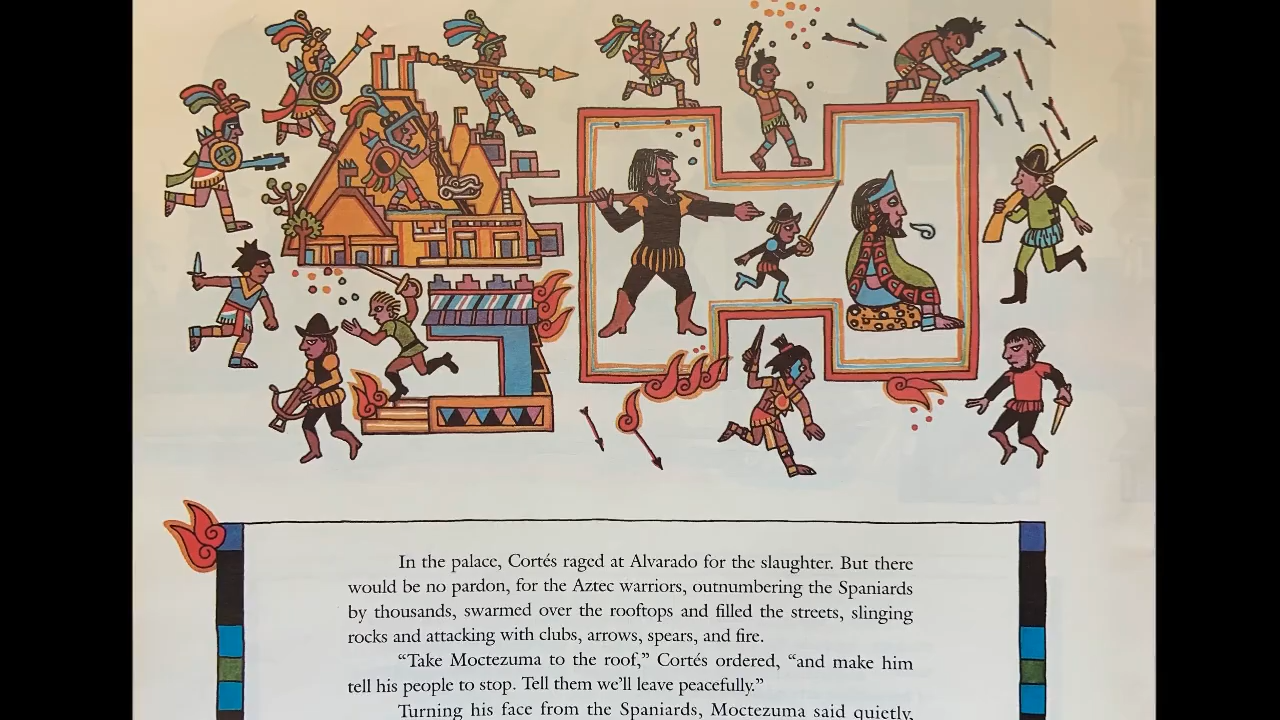 In the palace, Cortés raged at Alvarado for the slaughter. But there
would be no pardon, for the Aztec warriors, outnumbering the Spaniards
by thousands, swarmed over the rooftops and filled the streets, slinging
rocks and attacking with clubs, arrows, spears, and fire.
“Take Moctezuma to the roof,” Cortés ordered, “and make him
tell his people to stop. Tell them we’ll leave peacefully.”
Turning his face from the Spaniards, Moctezuma said quietly,